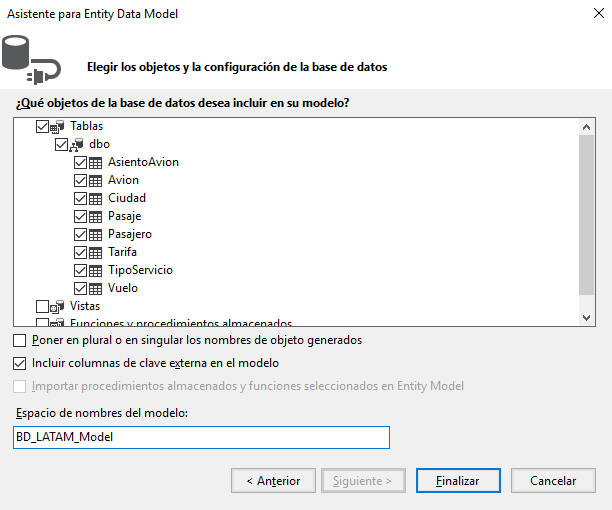 Asistente para Entity Data Model
Elegir los objetos y la configuración de la base de datos
¿Qué objetos de la base de datos desea incluir en su modelo?
Tablas
dbo
AsientoAvion
Avion
Ciudad
Pasaje
Pasajero
Tarifa
TipoServicio
Vuelo
Vistas
Funciones y procedimientos almacenados
Poner en plural o en singular los nombres de objeto generados
Incluir columnas de clave externa en el modelo
Importar procedimientos almacenados y funciones seleccionados en Entity Model
Espacio de nombres del modelo:
BD_LATAM_Model
< Anterior
Siguiente >
Finalizar
Cancelar